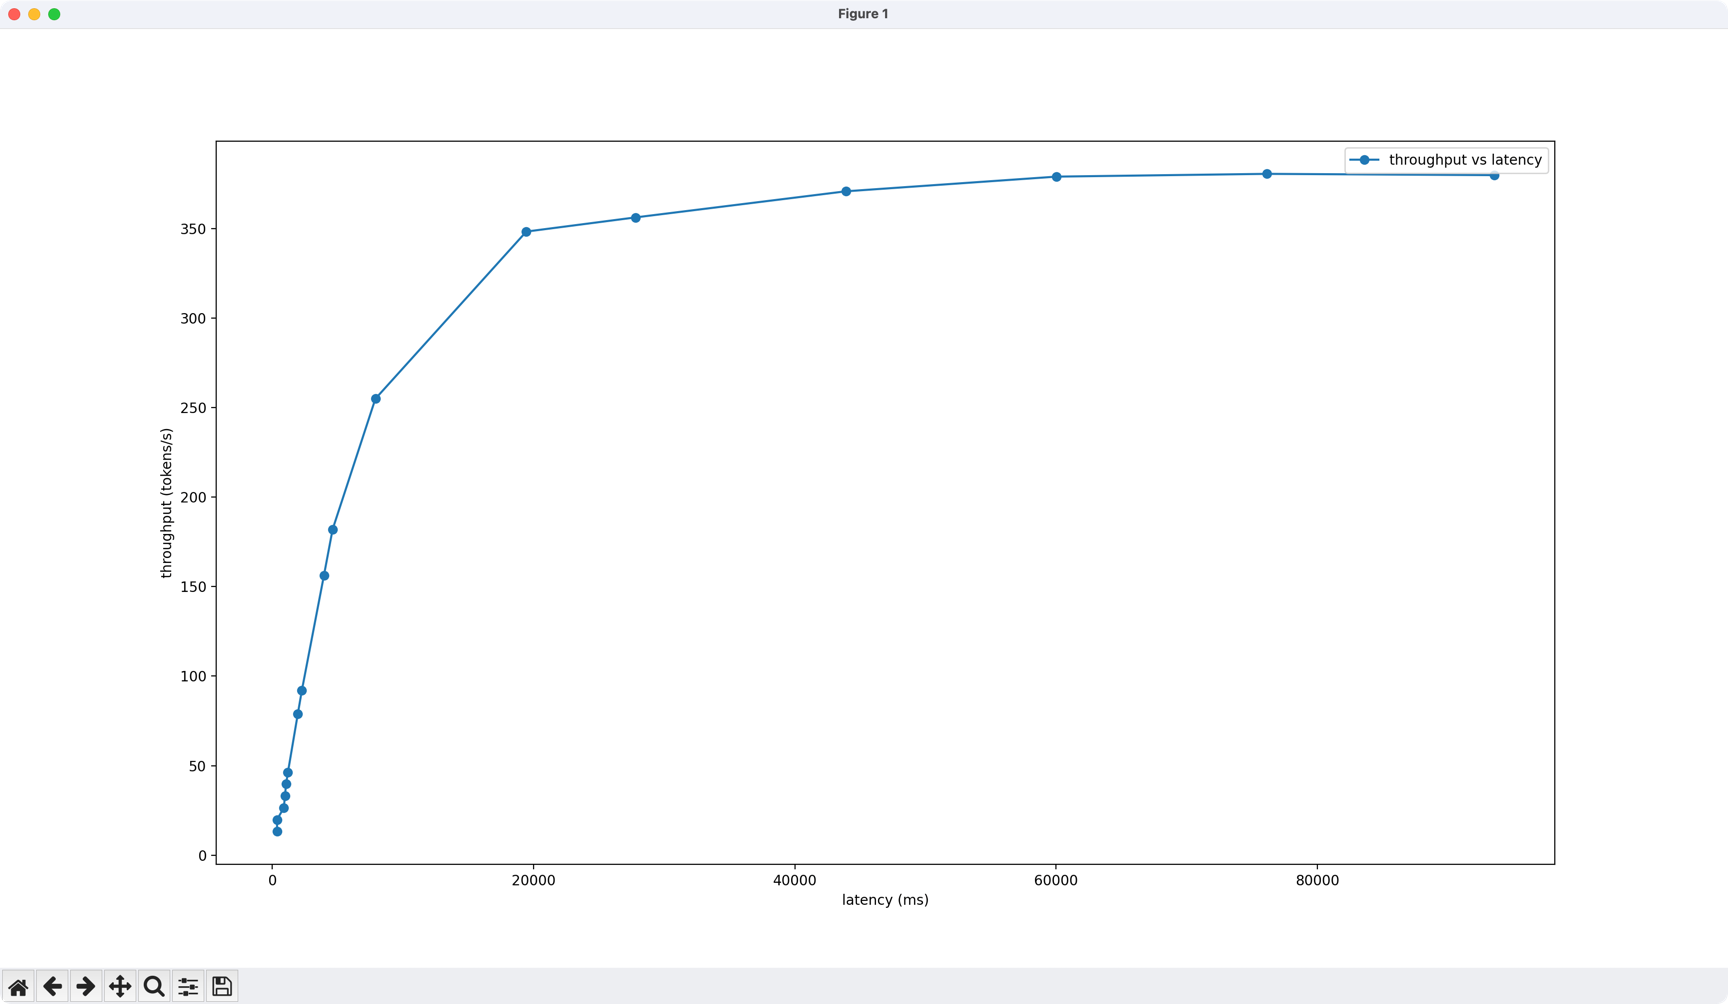 Figure 1
throughput vs latency
350
300
250
200
150
100
50
0
throughput (tokens/s)
0 20000 40000 60000 80000
latency (ms)